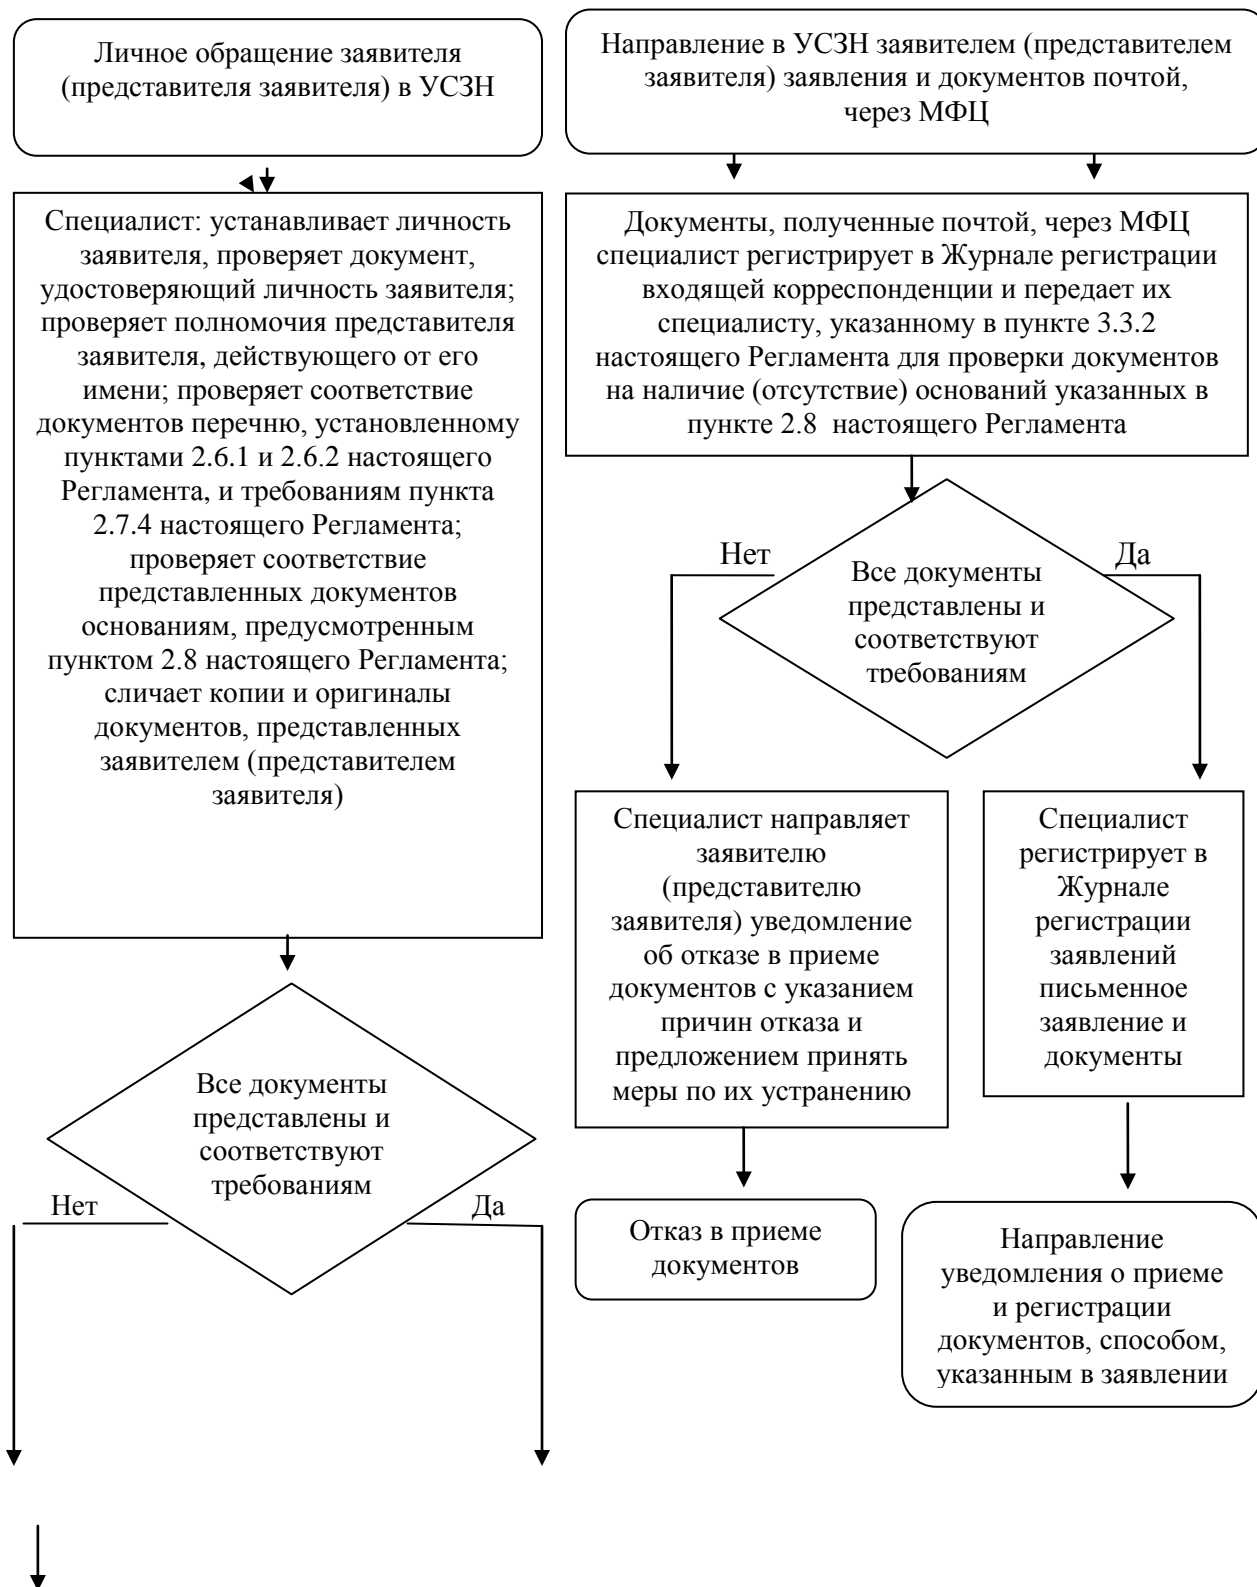 Личное обращение заявителя
(представителя заявителя) в УСЗН
Направление в УСЗН заявителем (представителем
заявителя) заявления и документов почтой,
через МФЦ
Специалист: устанавливает личность
заявителя, проверяет документ,
удостоверяющий личность заявителя;
проверяет полномочия представителя
заявителя, действующего от его
имени; проверяет соответствие
документов перечню, установленному
пунктами 2.6.1 и 2.6.2 настоящего
Регламента, и требованиям пункта
2.7.4 настоящего Регламента;
проверяет соответствие
представленных документов
основаниям, предусмотренным
пунктом 2.8 настоящего Регламента;
сличает копии и оригиналы
документов, представленных
заявителем (представителем
заявителя)
Документы, полученные почтой, через МФЦ
специалист регистрирует в Журнале регистрации
входящей корреспонденции и передает их
специалисту, указанному в пункте 3.3.2
настоящего Регламента для проверки документов
на наличие (отсутствие) оснований указанных в
пункте 2.8 настоящего Регламента
Нет
Да
Все документы
представлены и
соответствуют
требованиям
Специалист направляет
заявителю
(представителю
заявителя) уведомление
об отказе в приеме
документов с указанием
причин отказа и
предложением принять
меры по их устранению
Специалист
регистрирует в
Журнале
регистрации
заявлений
письменное
заявление и
документы
Все документы
представлены и
соответствуют
требованиям
Нет
Да
Отказ в приеме
документов
Направление
уведомления о приеме
и регистрации
документов, способом,
указанным в заявлении